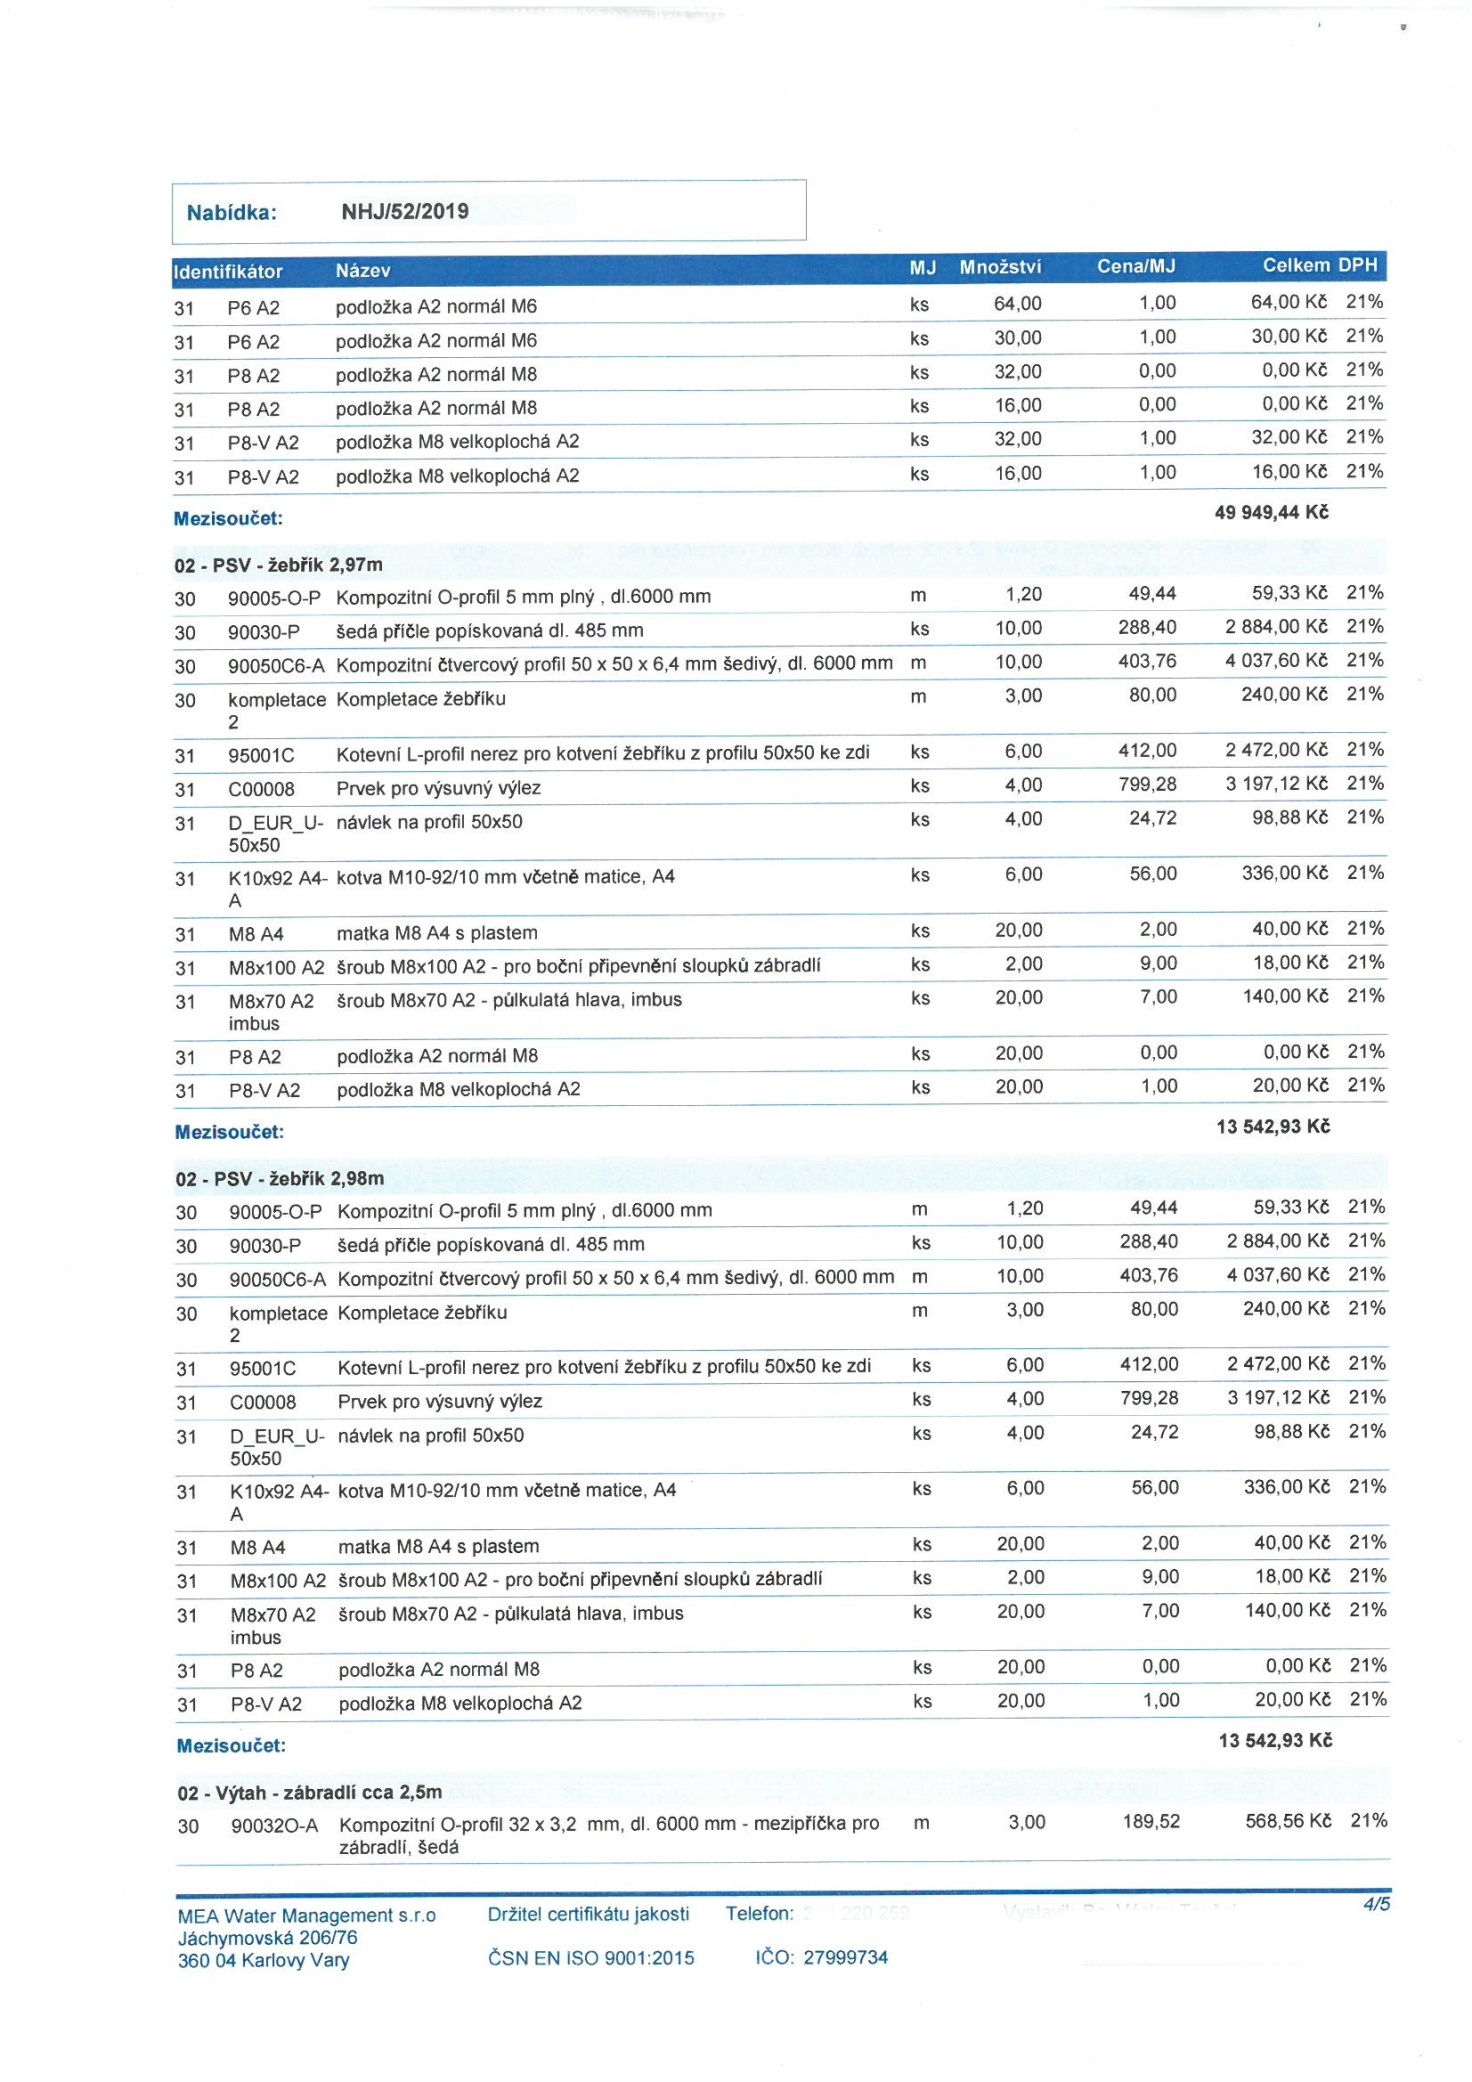 Nabídka: NHJ/52/2019
Identifikátor Název MJ Množství Cena/MJ Celkem DPH
31 P6 A2 podložka A2 normál M6 ks 64,00 1,00 64,00 Kč 21%
31 P6 A2 podložka A2 normál M6 ks 30,00 1,00 30,00 Kč 21%
31 P8 A2 podložka A2 normál M8 ks 32,00 0,00 0,00 Kč 21%
31 P8 A2 podložka A2 normál M8 ks 16,00 0,00 0,00 Kč 21%
31 P8-V A2 podložka M8 velkoplochá A2 ks 32,00 1,00 32,00 Kč 21%
31 P8-V A2 podložka M8 velkoplochá A2 ks 16,00 1,00 16,00 Kč 21%
Mezisoučet: 49 949,44 Kč
02 - PSV - žebřík 2,97m
30 90005-O-P Kompozitní O-profil 5 mm plný , dl.6000 mm m 1,20 49,44 59,33 Kč 21%
30 90030-P šedá příčle popískovaná dl. 485 mm ks 10,00 288,40 2 884,00 Kč 21%
30 90050C6-A Kompozitní čtvercový profil 50 x 50 x 6,4 mm šedivý, dl. 6000 mm m 10,00 403,76 4 037,60 Kč 21%
30 kompletace Kompletace žebříku m 3,00 80,00 240,00 Kč 21%
2
31 95001C Kotevní L-profil nerez pro kotvení žebříku z profilu 50x50 ke zdi ks 6,00 412,00 2 472,00 Kč 21%
31 C00008 Prvek pro výsuvný výlez ks 4,00 799,28 3 197,12 Kč 21%
31 D_EUR_U- návlek na profil 50x50 ks 4,00 24,72 98,88 Kč 21%
50x50
31 K10x92 A4- kotva M10-92/10 mm včetně matice, A4 ks 6,00 56,00 336,00 Kč 21%
A
31 M8 A4 matka M8 A4 s plastem ks 20,00 2,00 40,00 Kč 21%
31 M8x100 A2 šroub M8x100 A2 - pro boční připevnění sloupků zábradlí ks 2,00 9,00 18,00 Kč 21%
31 M8x70 A2 šroub M8x70 A2 - půlkulatá hlava, imbus ks 20,00 7,00 140,00 Kč 21%
imbus
31 P8 A2 podložka A2 normál M8 ks 20,00 0,00 0,00 Kč 21%
31 P8-V A2 podložka M8 velkoplochá A2 ks 20,00 1,00 20,00 Kč 21%
Mezisoučet: 13 542,93 Kč
02 - PSV - žebřík 2,98m
30 90005-O-P Kompozitní O-profil 5 mm plný , dl.6000 mm m 1,20 49,44 59,33 Kč 21%
30 90030-P šedá příčle popískovaná dl. 485 mm ks 10,00 288,40 2 884,00 Kč 21%
30 90050C6-A Kompozitní čtvercový profil 50 x 50 x 6,4 mm šedivý, dl. 6000 mm m 10,00 403,76 4 037,60 Kč 21%
30 kompletace Kompletace žebříku m 3,00 80,00 240,00 Kč 21%
2
31 95001C Kotevní L-profil nerez pro kotvení žebříku z profilu 50x50 ke zdi ks 6,00 412,00 2 472,00 Kč 21%
31 C00008 Prvek pro výsuvný výlez ks 4,00 799,28 3 197,12 Kč 21%
31 D_EUR_U- návlek na profil 50x50 ks 4,00 24,72 98,88 Kč 21%
50x50
31 K10x92 A4- kotva M10-92/10 mm včetně matice, A4 ks 6,00 56,00 336,00 Kč 21%
A
31 M8 A4 matka M8 A4 s plastem ks 20,00 2,00 40,00 Kč 21%
31 M8x100 A2 šroub M8x100 A2 - pro boční připevnění sloupků zábradlí ks 2,00 9,00 18,00 Kč 21%
31 M8x70 A2 šroub M8x70 A2 - půlkulatá hlava, imbus ks 20,00 7,00 140,00 Kč 21%
imbus
31 P8 A2 podložka A2 normál M8 ks 20,00 0,00 0,00 Kč 21%
31 P8-V A2 podložka M8 velkoplochá A2 ks 20,00 1,00 20,00 Kč 21%
Mezisoučet: 13 542,93 Kč
02 - Výtah - zábradlí cca 2,5m
30 90032O-A Kompozitní O-profil 32 x 3,2 mm, dl. 6000 mm - mezipříčka pro m 3,00 189,52 568,56 Kč 21%
zábradlí, šedá
4/5
MEA Water Management s.r.o Držitel certifikátu jakosti Telefon: 220 259
Jáchymovská 206/76
360 04 Karlovy Vary ČSN EN ISO 9001:2015 IČO: 27999734